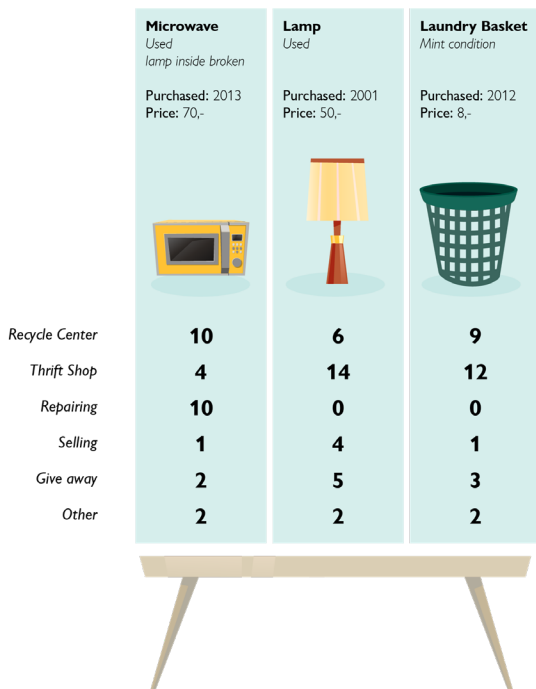 Microwave
Used
lamp inside broken
Purchased: 2013
Price: 70,-
Lamp
Used
Purchased: 2001
Price: 50,-
Laundry Basket
Mint condition
Purchased: 2012
Price: 8,-
Recycle Center 10 6 9
Thrift Shop 4 14 12
Repairing 10 0 0
Selling 1 4 1
Give away 2 5 3
Other 2 2 2